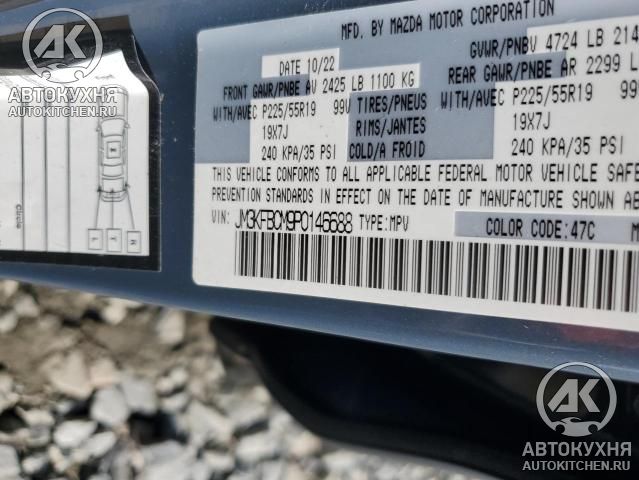 АК
АВТОКУХНЯ
AUTOKITCHEN.RU
MFD. BY MAZDA MOTOR CORPORATION
DATE 10/22 GVWR/PNBV 4724 LB 214
FRONT GAWR/PNBE AV 2425 LB 1100 KG REAR GAWR/PNBE AR 2299 L
WITH/AVEC P225/55R19 99V TIRES/PNEUS WITH/AVEC P225/55R19 99V
19X7J RIMS/JANTES 19X7J
240 KPA/35 PSI COLD/A FROID 240 KPA/35 PSI
THIS VEHICLE CONFORMS TO ALL APPLICABLE FEDERAL MOTOR VEHICLE SAFE
PREVENTION STANDARDS IN EFFECT ON THE DATE OF MANUFACTURE SHOWN AB
VIN: JM3KFBCM9P0146688 TYPE: MPV COLOR CODE:47C M
Circle
L T R
АК
АВТОКУХНЯ
AUTOKITCHEN.RU